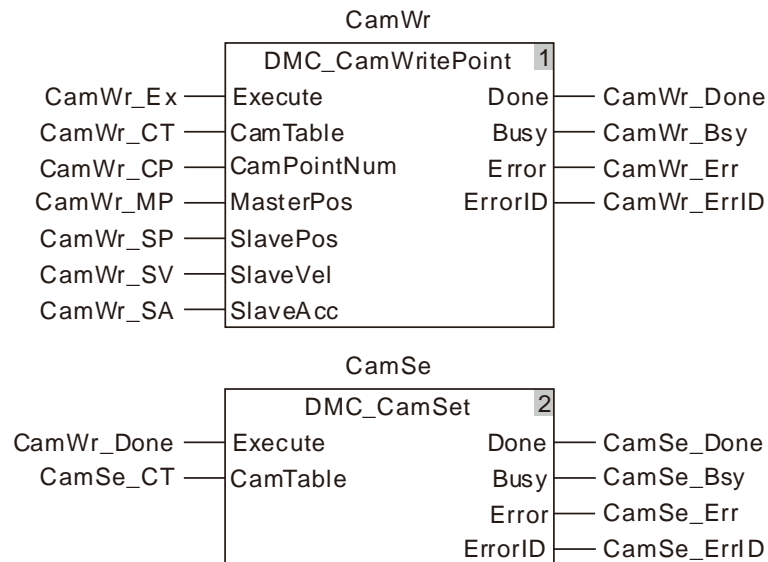 CamWr
DMC_CamWritePoint 1
CamWr_Ex Execute Done CamWr_Done
CamWr_CT CamTable Busy CamWr_Bsy
CamWr_CP CamPointNum Error CamWr_Err
CamWr_MP MasterPos ErrorID CamWr_ErrID
CamWr_SP SlavePos
CamWr_SV SlaveVel
CamWr_SA SlaveAcc
CamSe
DMC_CamSet 2
CamWr_Done Execute Done CamSe_Done
CamSe_CT CamTable Busy CamSe_Bsy
Error CamSe_Err
ErrorID CamSe_ErrID